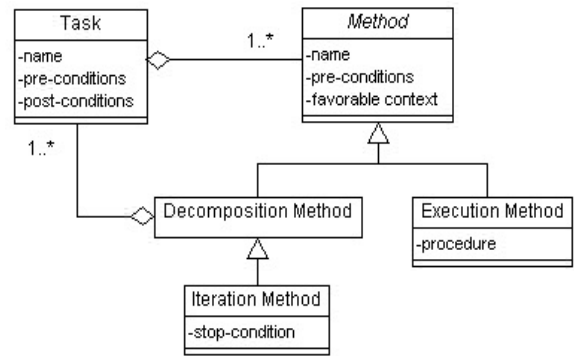 Task
-name
-pre-conditions
-post-conditions
1..*
Method
-name
-pre-conditions
-favorable context
1..*
Decomposition Method
Execution Method
-procedure
Iteration Method
-stop-condition